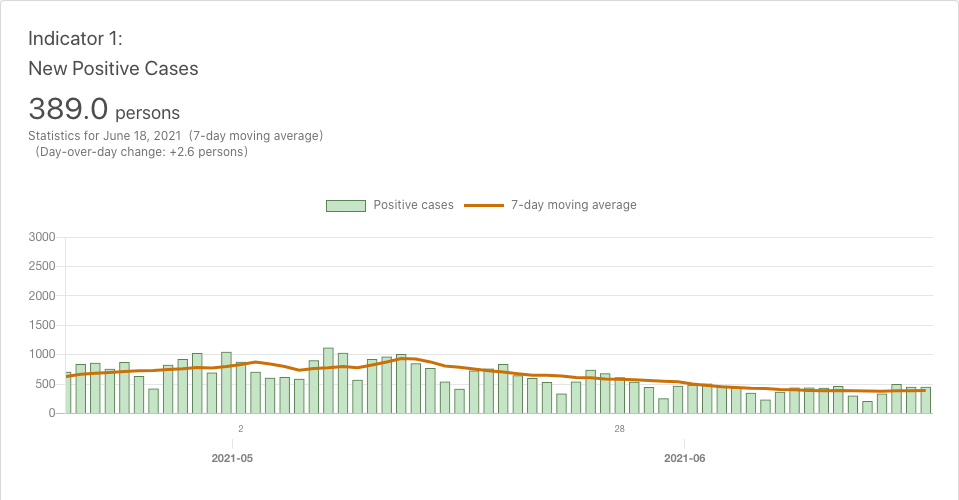 Indicator 1:
New Positive Cases
389.0 persons
Statistics for June 18, 2021 (7-day moving average)
(Day-over-day change: +2.6 persons)
Positive cases 7-day moving average
3000
2500
2000
1500
1000
500
0
2 28
2021-05 2021-06